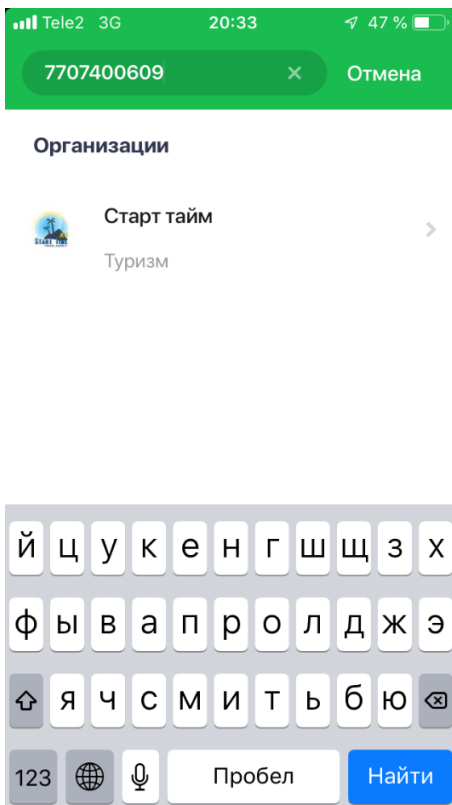 Tele2 3G 20:33 47 %
7707400609 Отмена
Организации
Старт тайм
Туризм
й ц у к е н г ш щ з х
ф ы в а п р о л д ж э
я ч с м и т ь б ю
123 Пробел Найти